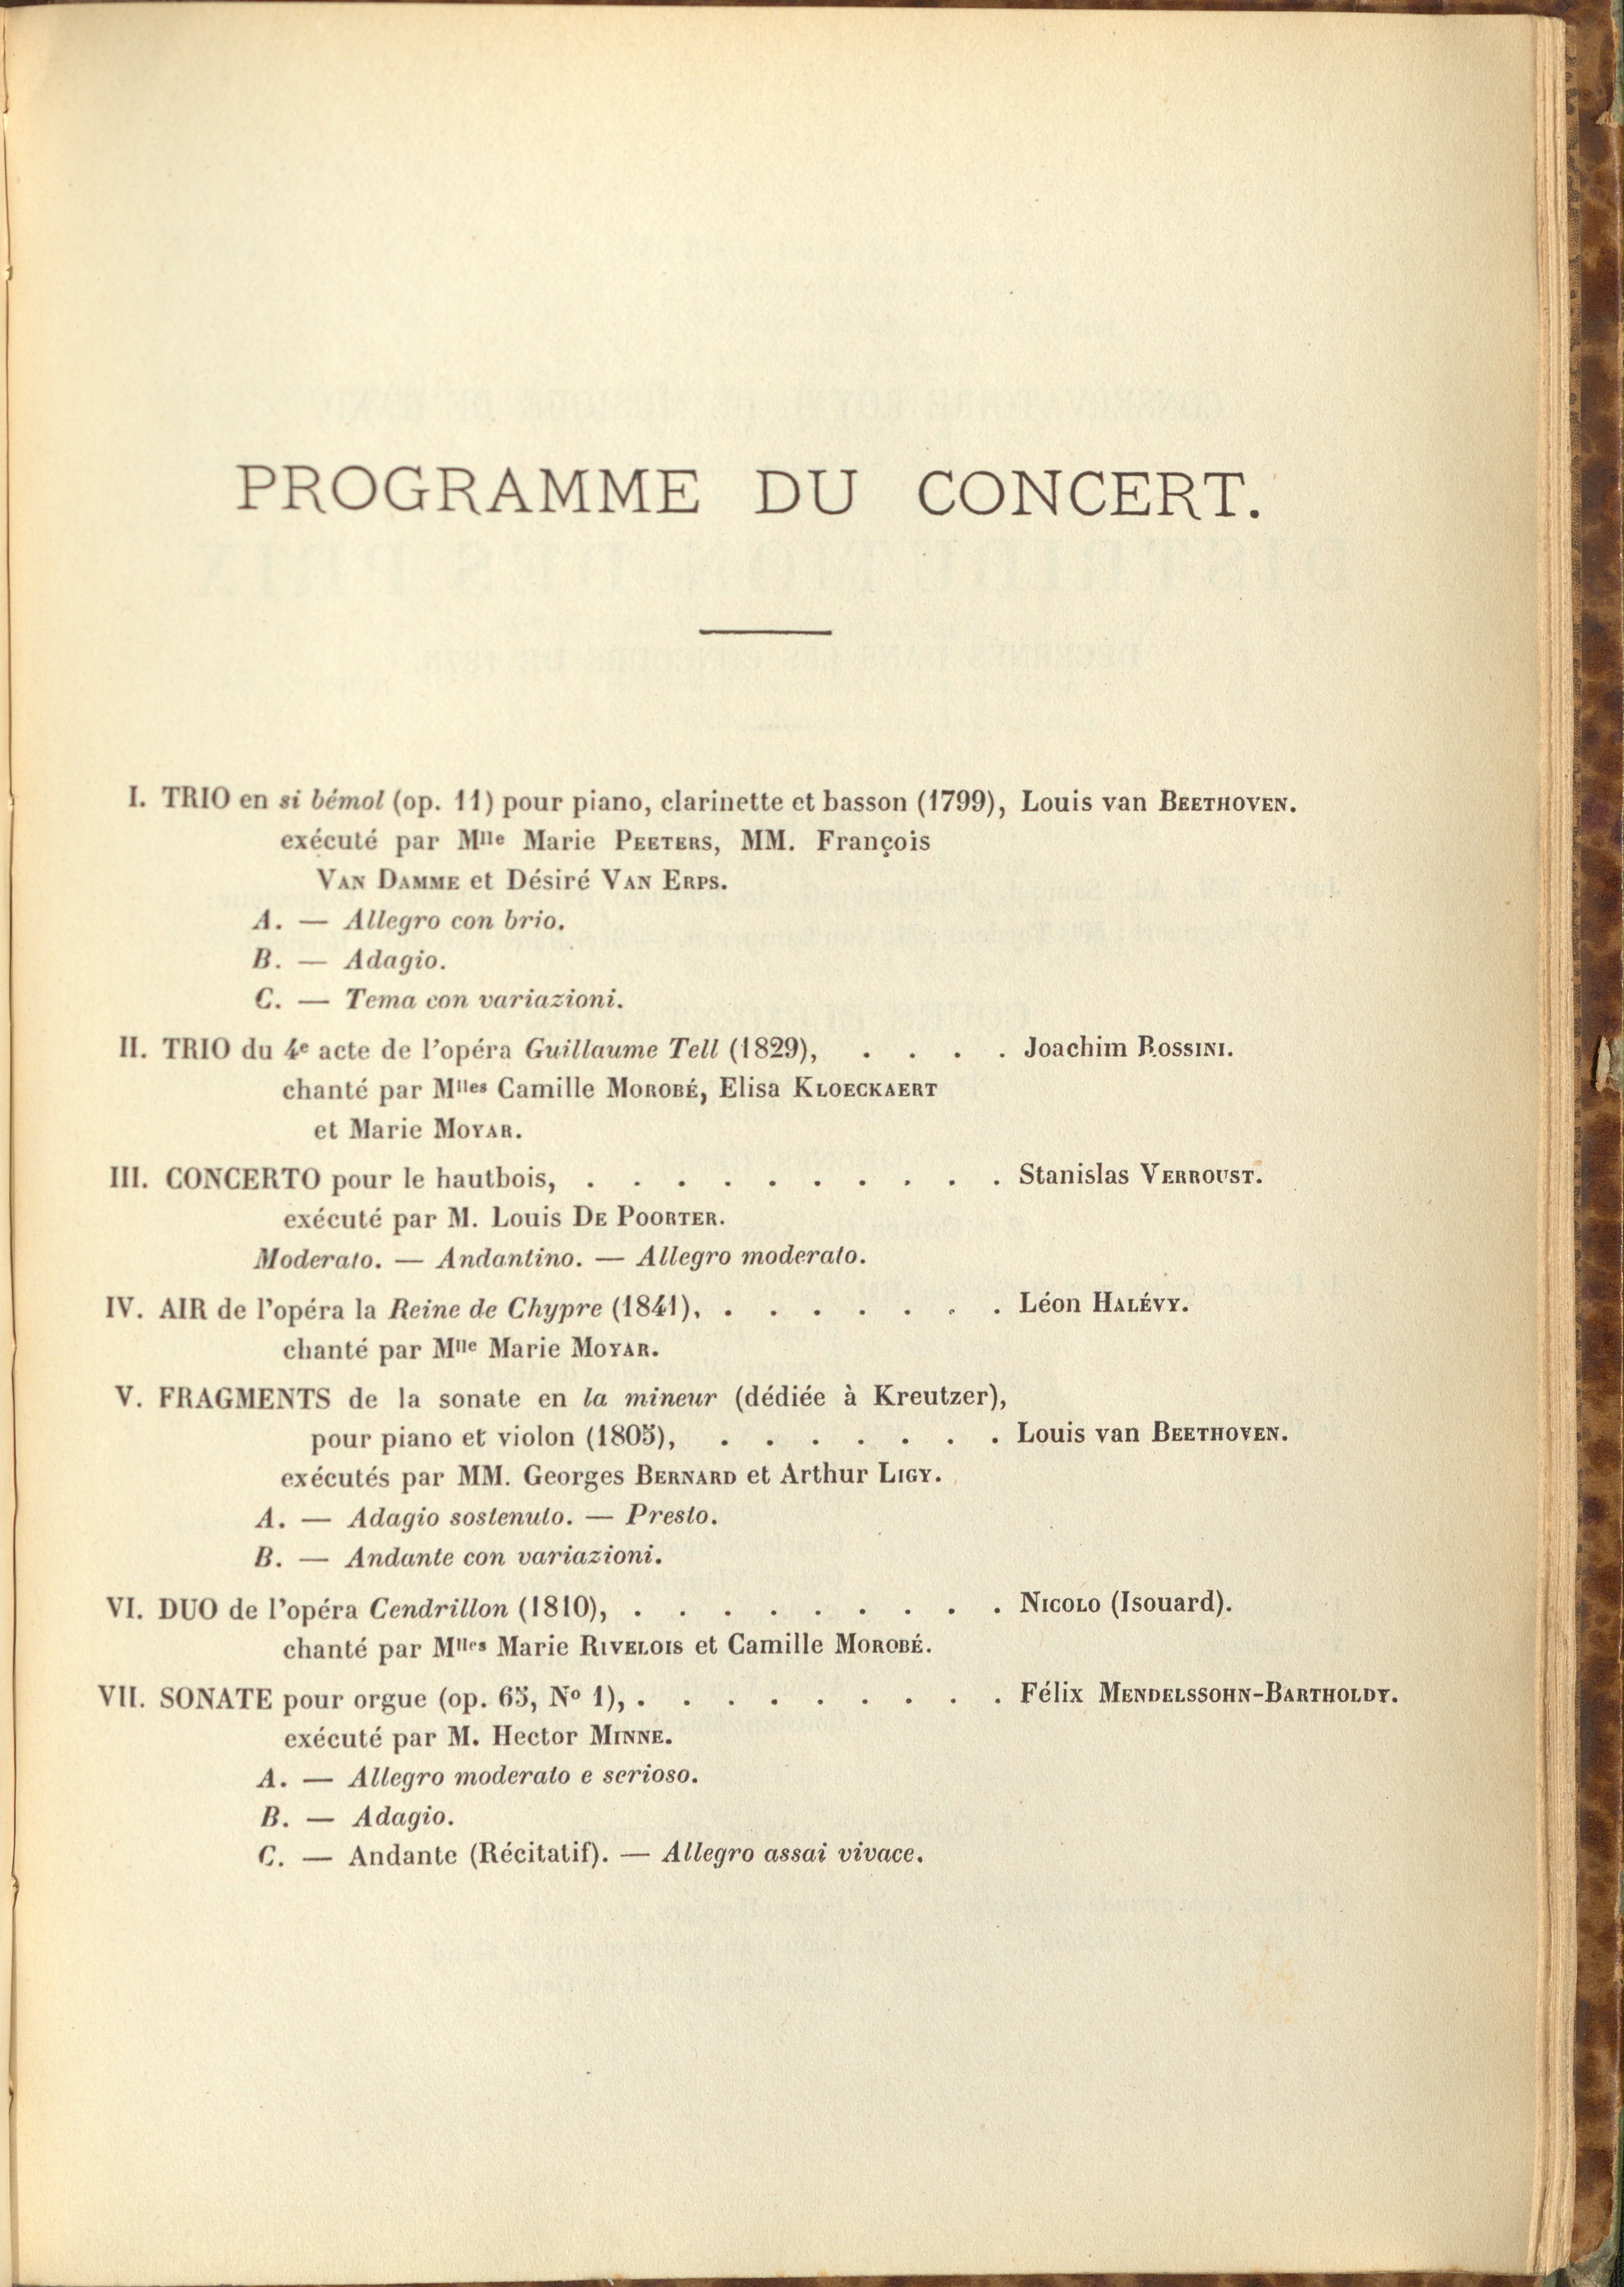 PROGRAMME DU CONCERT.
I. TRIO en si bémol (op. 11) pour piano, clarinette et basson (1799), Louis van BEETHOVEN.
exécuté par Mlle Marie PEETERS, MM. François
VAN DAMME et Désiré VAN ERPS.
A. — Allegro con brio.
B. — Adagio.
C. — Tema con variazioni.
II. TRIO du 4e acte de l'opéra Guillaume Tell (1829), . . . . Joachim ROSSINI.
chanté par Mlles Camille MOROBÉ, Elisa KLOECKAERT
et Marie MOYAR.
III. CONCERTO pour le hautbois, . . . . . . . . . . Stanislas VERROUST.
exécuté par M. Louis DE POORTER.
Moderato. — Andantino. — Allegro moderato.
IV. AIR de l'opéra la Reine de Chypre (1841), . . . . . . . Léon HALÉVY.
chanté par Mlle Marie MOYAR.
V. FRAGMENTS de la sonate en la mineur (dédiée à Kreutzer),
pour piano et violon (1805), . . . . . . . Louis van BEETHOVEN.
exécutés par MM. Georges BERNARD et Arthur LIGY.
A. — Adagio sostenuto. — Presto.
B. — Andante con variazioni.
VI. DUO de l'opéra Cendrillon (1810), . . . . . . . . . NICOLO (Isouard).
chanté par Mlles Marie RIVELOIS et Camille MOROBÉ.
VII. SONATE pour orgue (op. 65, No 1), . . . . . . . . . Félix MENDELSSOHN-BARTHOLDY.
exécuté par M. Hector MINNE.
A. — Allegro moderato e serioso.
B. — Adagio.
C. — Andante (Récitatif). — Allegro assai vivace.